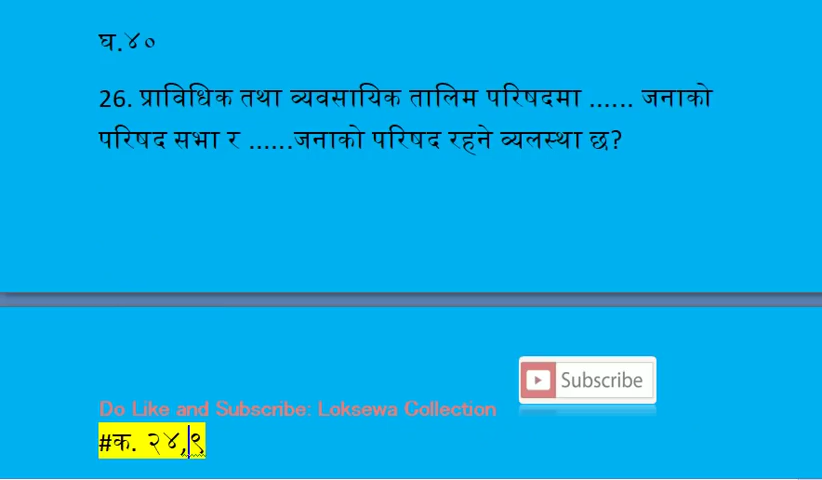 घ.४०
26. प्राविधिक तथा व्यवसायिक तालिम परिषदमा ...... जनाको
परिषद सभा र ......जनाको परिषद रहने व्यलस्था छ?
Subscribe
Do Like and Subscribe: Loksewa Collection
#क. २४,९